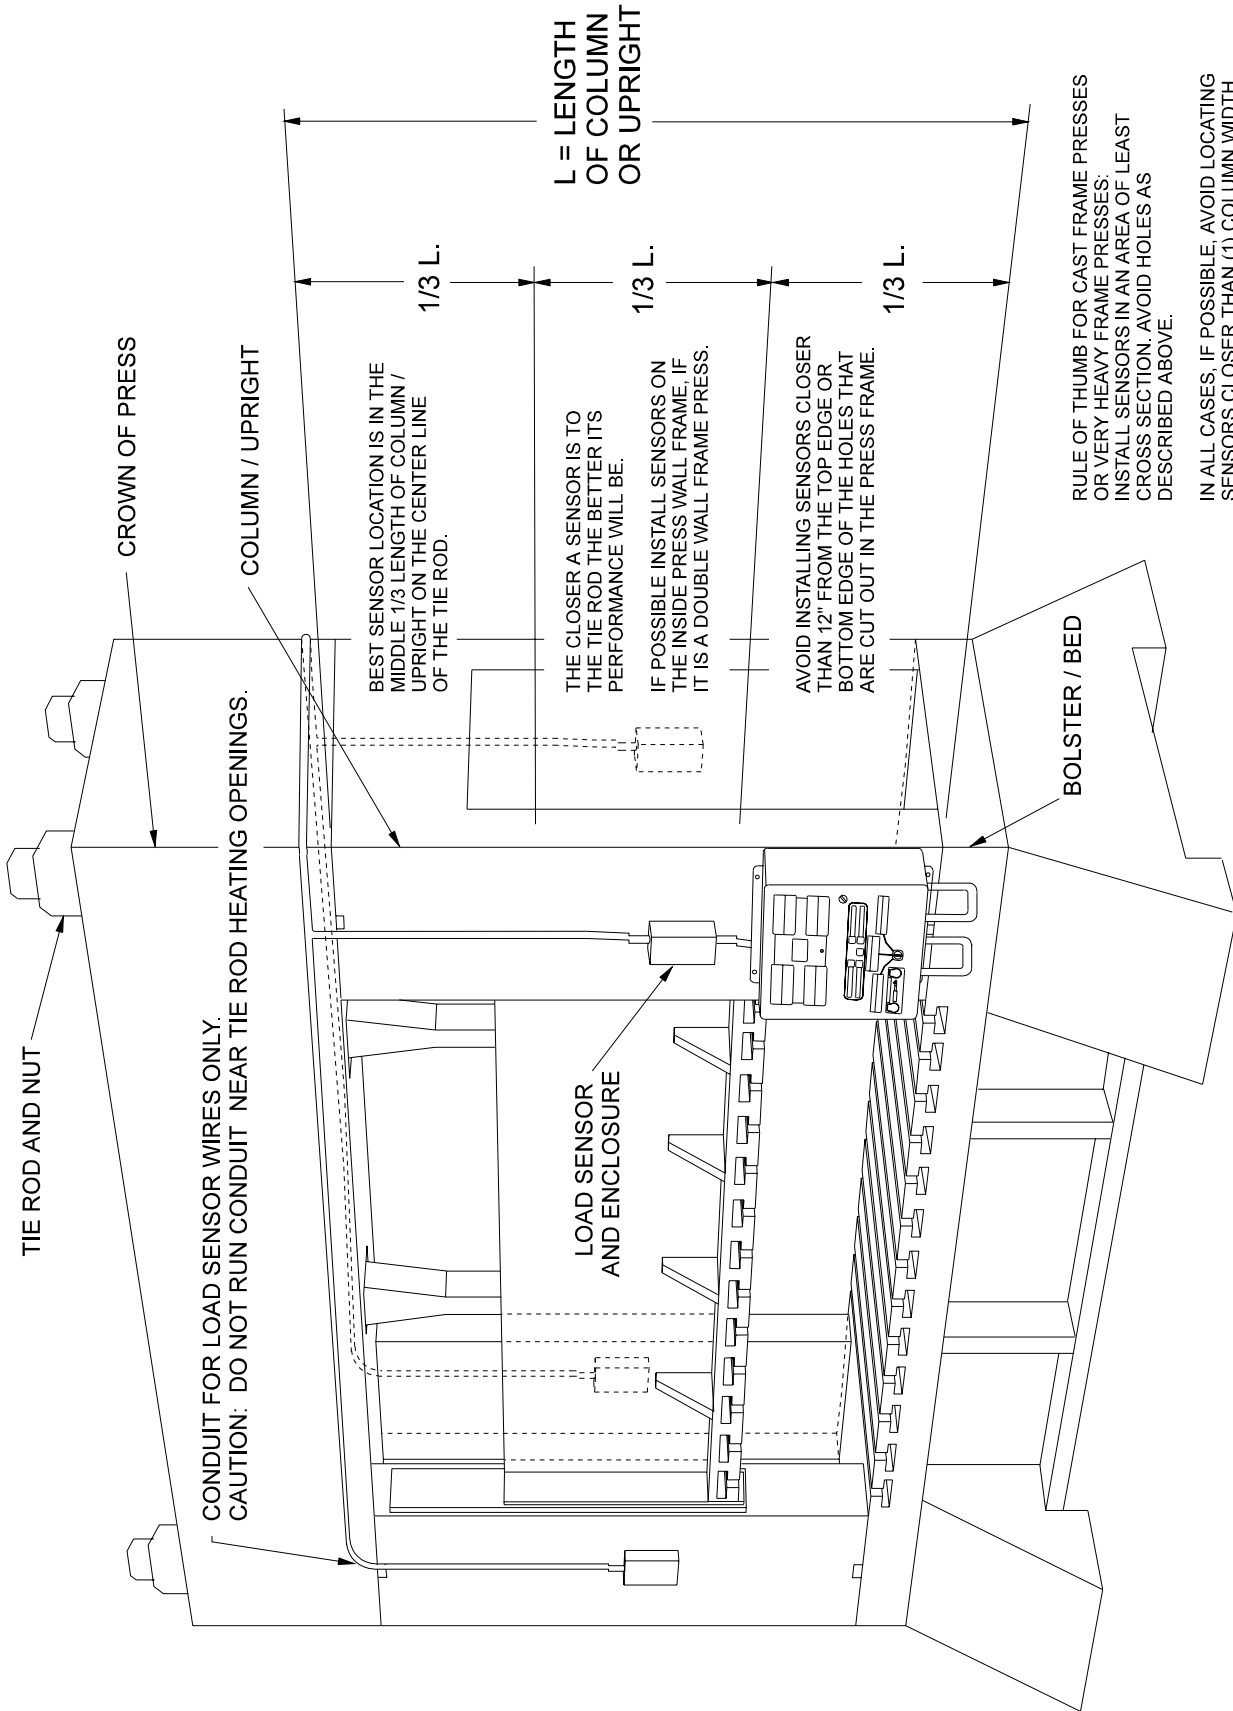 TIE ROD AND NUT
CROWN OF PRESS
CONDUIT FOR LOAD SENSOR WIRES ONLY.
CAUTION: DO NOT RUN CONDUIT NEAR TIE ROD HEATING OPENINGS.
COLUMN / UPRIGHT
BEST SENSOR LOCATION IS IN THE
MIDDLE 1/3 LENGTH OF COLUMN /
UPRIGHT ON THE CENTER LINE
OF THE TIE ROD.
1/3 L.
L = LENGTH
OF COLUMN
OR UPRIGHT
THE CLOSER A SENSOR IS TO
THE TIE ROD THE BETTER ITS
PERFORMANCE WILL BE.
IF POSSIBLE INSTALL SENSORS ON
THE INSIDE PRESS WALL FRAME, IF
IT IS A DOUBLE WALL FRAME PRESS.
1/3 L.
LOAD SENSOR
AND ENCLOSURE
AVOID INSTALLING SENSORS CLOSER
THAN 12" FROM THE TOP EDGE OR
BOTTOM EDGE OF THE HOLES THAT
ARE CUT OUT IN THE PRESS FRAME.
1/3 L.
BOLSTER / BED
RULE OF THUMB FOR CAST FRAME PRESSES
OR VERY HEAVY FRAME PRESSES:
INSTALL SENSORS IN AN AREA OF LEAST
CROSS SECTION. AVOID HOLES AS
DESCRIBED ABOVE.
IN ALL CASES, IF POSSIBLE, AVOID LOCATING
SENSORS CLOSER THAN (1) COLUMN WIDTH